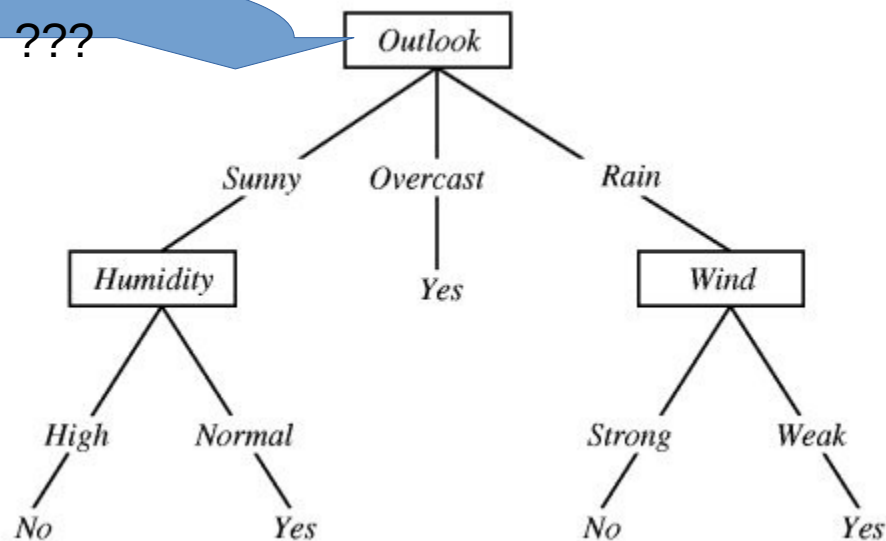 ???
Outlook
Sunny Overcast Rain
Humidity Yes Wind
High Normal Strong Weak
No Yes No Yes